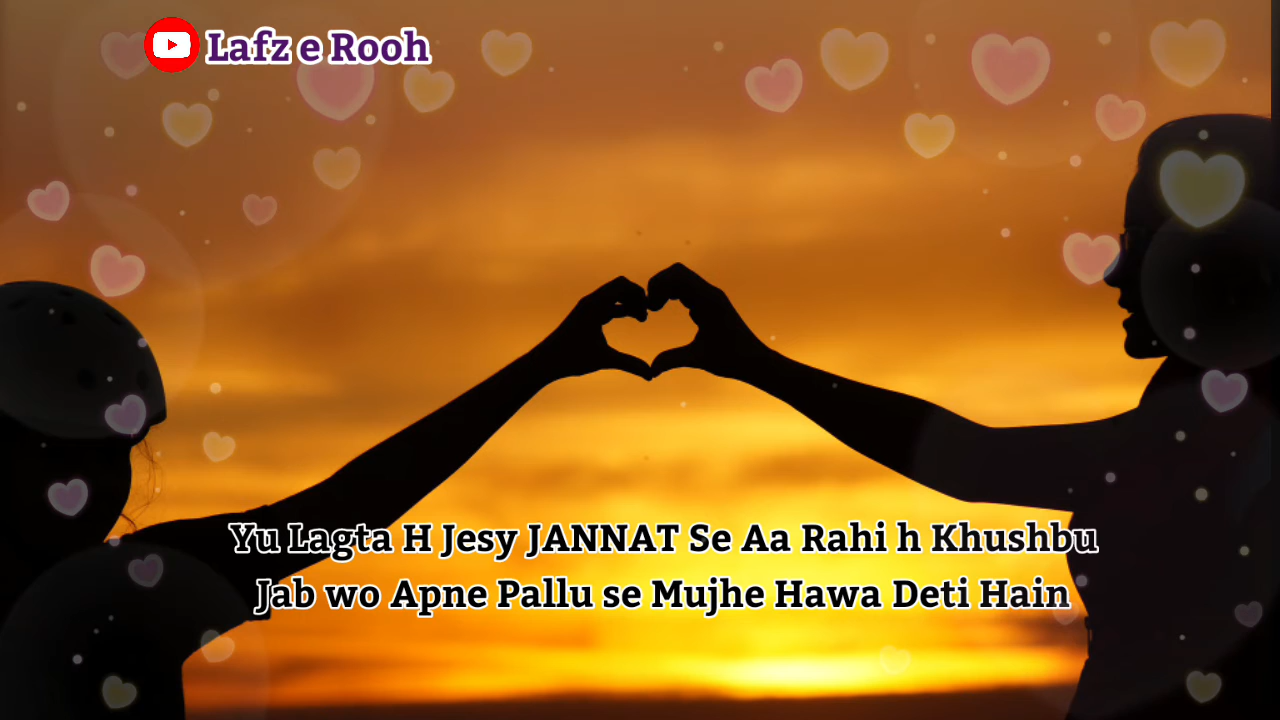 Lafz e Rooh
Yu Lagta H Jesy JANNAT Se Aa Rahi h Khushbu
Jab wo Apne Pallu se Mujhe Hawa Deti Hain